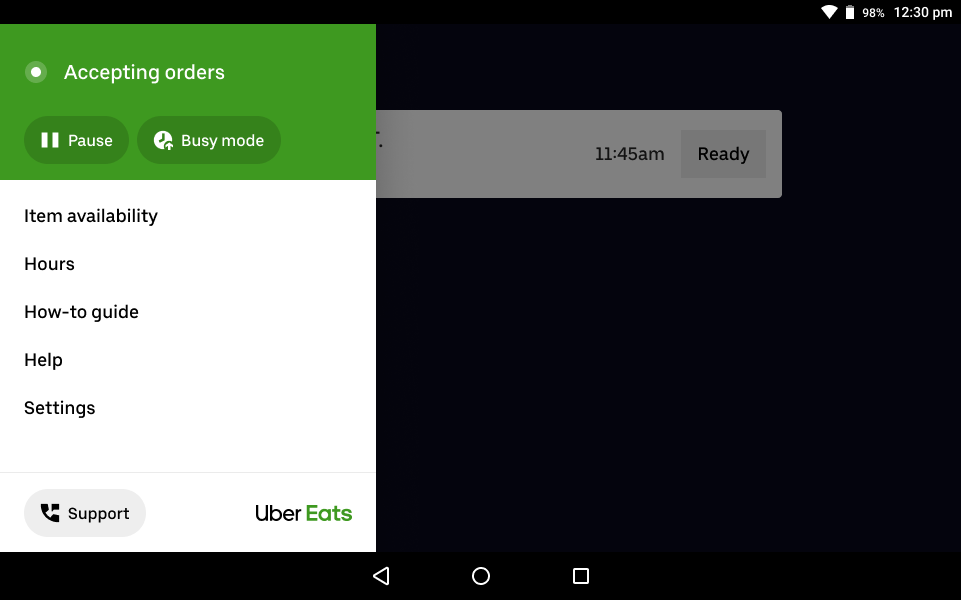 98% 12:30 pm
Accepting orders
Pause Busy mode
11:45am Ready
Item availability
Hours
How-to guide
Help
Settings
Support Uber Eats